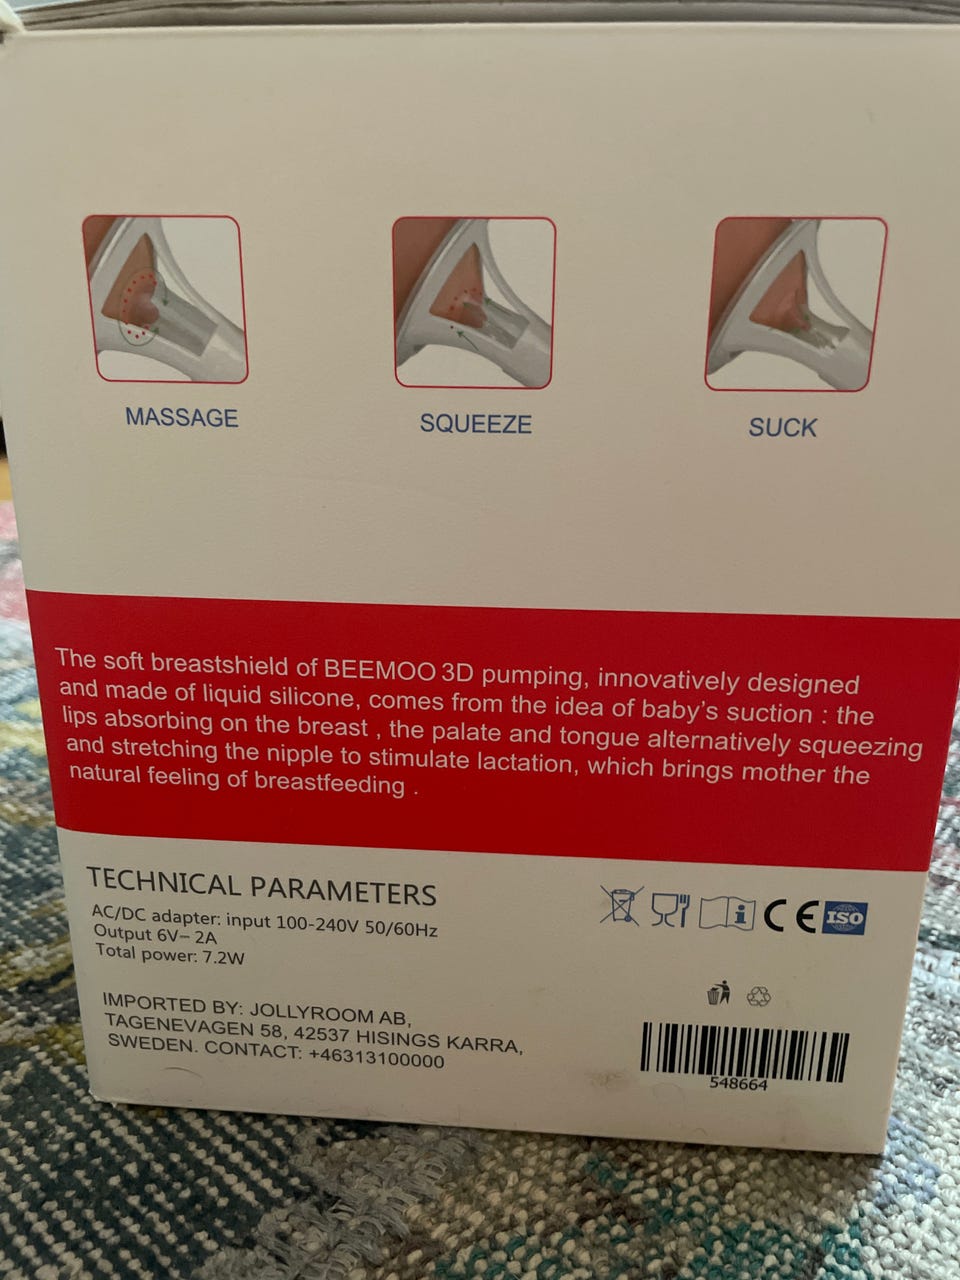 MASSAGE
SQUEEZE
SUCK
The soft breastshield of BEEMOO 3D pumping, innovatively designed
and made of liquid silicone, comes from the idea of baby's suction : the
lips absorbing on the breast , the palate and tongue alternatively squeezing
and stretching the nipple to stimulate lactation, which brings mother the
natural feeling of breastfeeding .
TECHNICAL PARAMETERS
AC/DC adapter: input 100-240V 50/60Hz
Output 6V⎓ 2A
Total power: 7.2W
CE ISO
IMPORTED BY: JOLLYROOM AB,
TAGENEVAGEN 58, 42537 HISINGS KARRA,
SWEDEN. CONTACT: +46313100000
548664